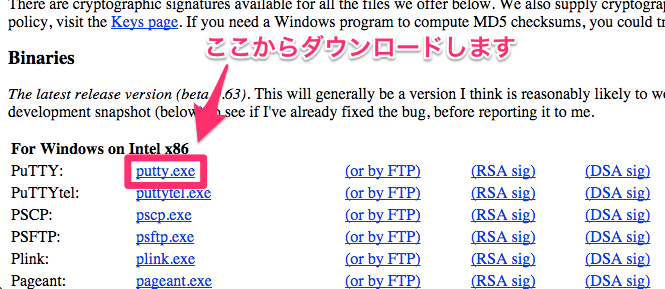 There are cryptographic signatures available for all the files we offer below. We also supply cryptogra
policy, visit the Keys page. If you need a Windows program to compute MD5 checksums, you could tr
ここからダウンロードします
Binaries
The latest release version (beta .63). This will generally be a version I think is reasonably likely to wo
development snapshot (below) see if I've already fixed the bug, before reporting it to me.
For Windows on Intel x86
PuTTY: putty.exe (or by FTP) (RSA sig) (DSA sig)
PuTTYtel: puttytel.exe (or by FTP) (RSA sig) (DSA sig)
PSCP: pscp.exe (or by FTP) (RSA sig) (DSA sig)
PSFTP: psftp.exe (or by FTP) (RSA sig) (DSA sig)
Plink: plink.exe (or by FTP) (RSA sig) (DSA sig)
Pageant: pageant.exe (or by FTP) (RSA sig) (DSA sig)